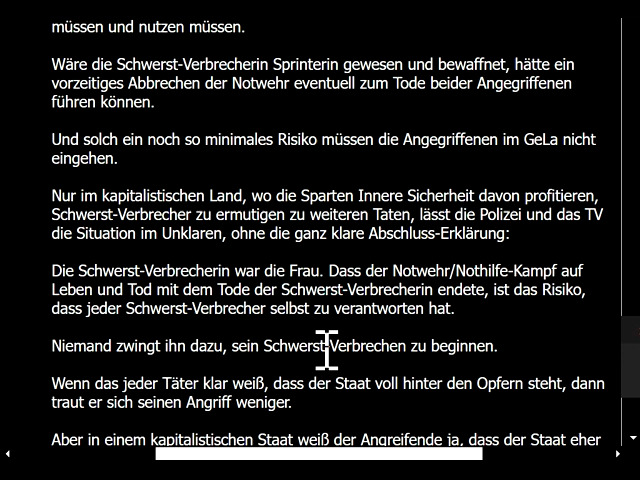 müssen und nutzen müssen.
Wäre die Schwerst-Verbrecherin Sprinterin gewesen und bewaffnet, hätte ein
vorzeitiges Abbrechen der Notwehr eventuell zum Tode beider Angegriffenen
führen können.
Und solch ein noch so minimales Risiko müssen die Angegriffenen im GeLa nicht
eingehen.
Nur im kapitalistischen Land, wo die Sparten Innere Sicherheit davon profitieren,
Schwerst-Verbrecher zu ermutigen zu weiteren Taten, lässt die Polizei und das TV
die Situation im Unklaren, ohne die ganz klare Abschluss-Erklärung:
Die Schwerst-Verbrecherin war die Frau. Dass der Notwehr/Nothilfe-Kampf auf
Leben und Tod mit dem Tode der Schwerst-Verbrecherin endete, ist das Risiko,
dass jeder Schwerst-Verbrecher selbst zu verantworten hat.
Niemand zwingt ihn dazu, sein Schwerst-Verbrechen zu beginnen.
Wenn das jeder Täter klar weiß, dass der Staat voll hinter den Opfern steht, dann
traut er sich seinen Angriff weniger.
Aber in einem kapitalistischen Staat weiß der Angreifende ja, dass der Staat eher